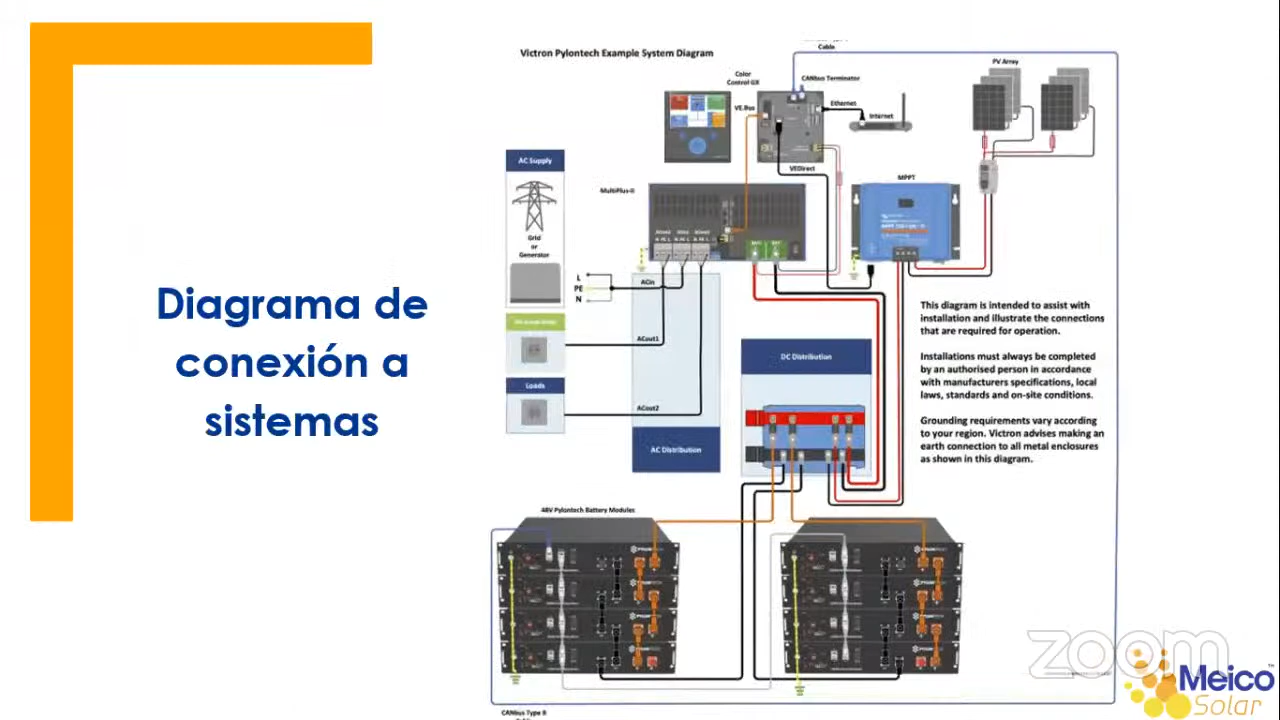 Diagrama de
conexión a
sistemas
Victron Pylontech Example System Diagram
Cable
Color
Control GX
CANbus Terminator
PV Array
VE.Bus
Ethernet
Internet
VEDirect
MPPT
AC Supply
Grid
or
Generator
MultiPlus-II
L
PE
N
ACin
ACout1
Loads
ACout2
AC Distribution
DC Distribution
This diagram is intended to assist with
installation and illustrate the connections
that are required for operation.
Installations must always be completed
by an authorised person in accordance
with manufacturers specifications, local
laws, standards and on-site conditions.
Grounding requirements vary according
to your region. Victron advises making an
earth connection to all metal enclosures
as shown in this diagram.
48V Pylontech Battery Modules
CANbus Type B
zoom
Meico
Solar